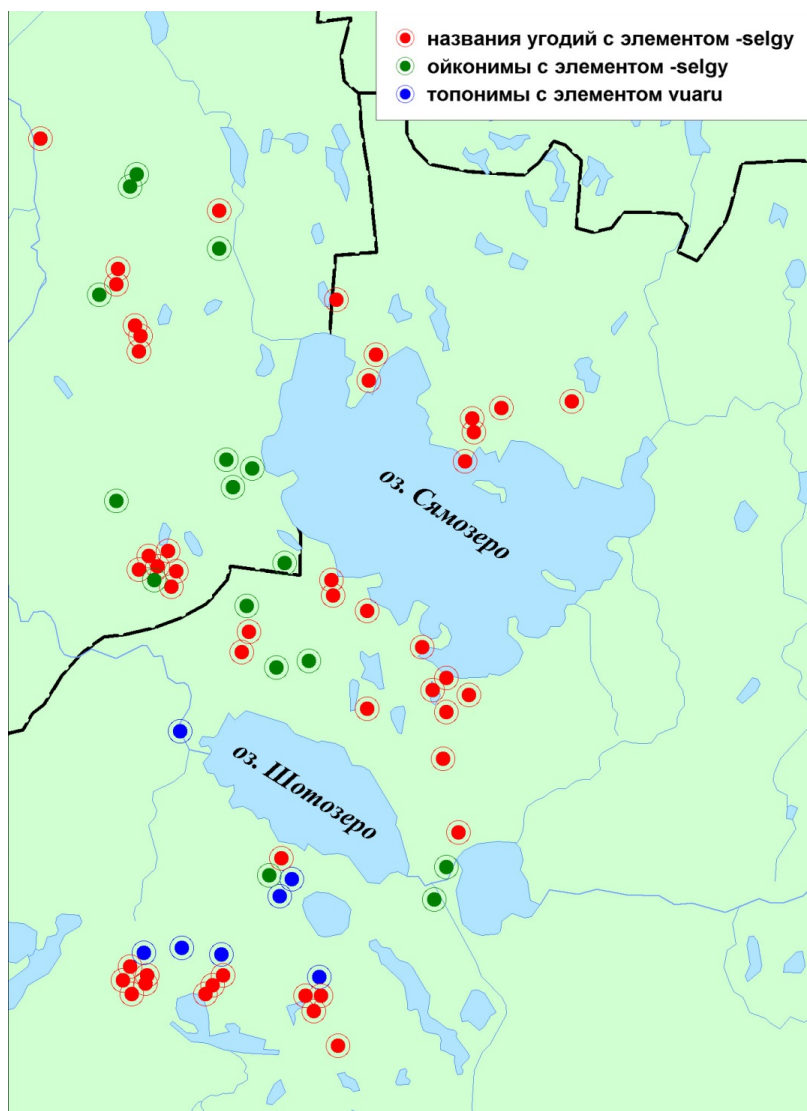 названия угодий с элементом -selgy
ойконимы с элементом -selgy
топонимы с элементом vuaru
оз. Сямозеро
оз. Шотозеро